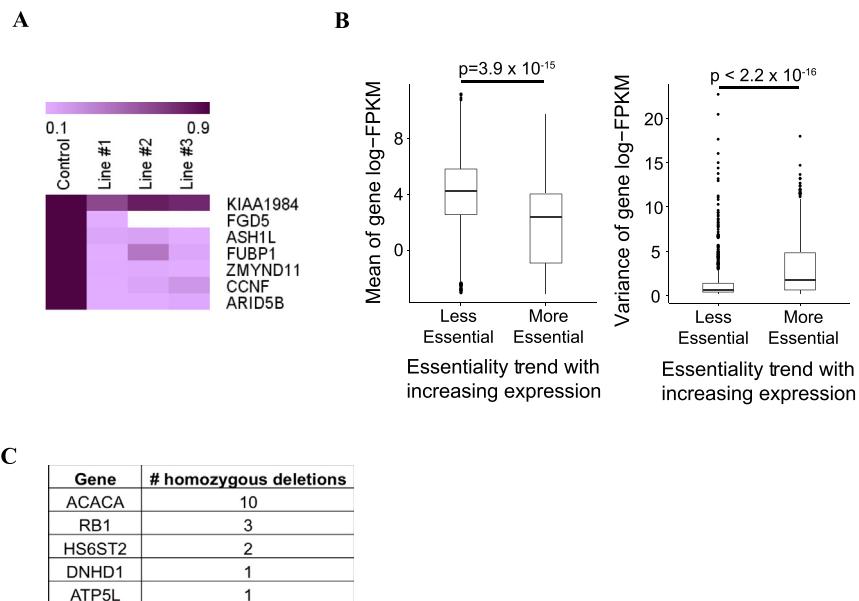 A
B
0.1 0.9
Control
Line #1
Line #2
Line #3
KIAA1984
FGD5
ASH1L
FUBP1
ZMYND11
CCNF
ARID5B
p=3.9 x 10-15
Mean of gene log−FPKM
8
4
0
Less Essential
More Essential
Essentiality trend with
increasing expression
p < 2.2 x 10-16
Variance of gene log−FPKM
20
15
10
5
0
Less Essential
More Essential
Essentiality trend with
increasing expression
C
Gene # homozygous deletions
ACACA 10
RB1 3
HS6ST2 2
DNHD1 1
ATP5L 1